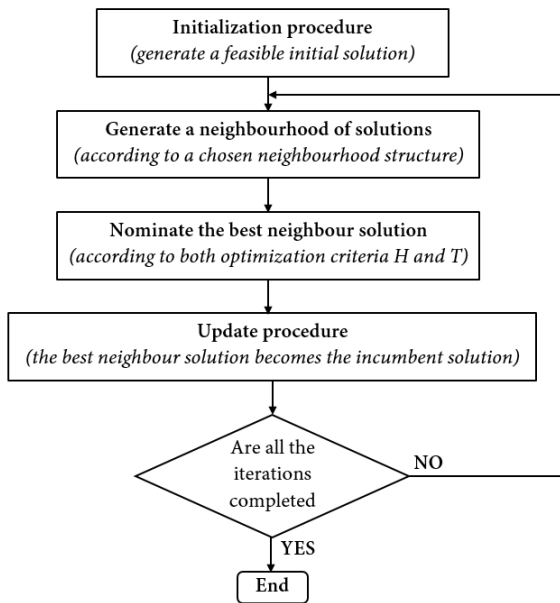 Initialization procedure
(generate a feasible initial solution)
Generate a neighbourhood of solutions
(according to a chosen neighbourhood structure)
Nominate the best neighbour solution
(according to both optimization criteria H and T)
Update procedure
(the best neighbour solution becomes the incumbent solution)
Are all the
iterations
completed
NO
YES
End